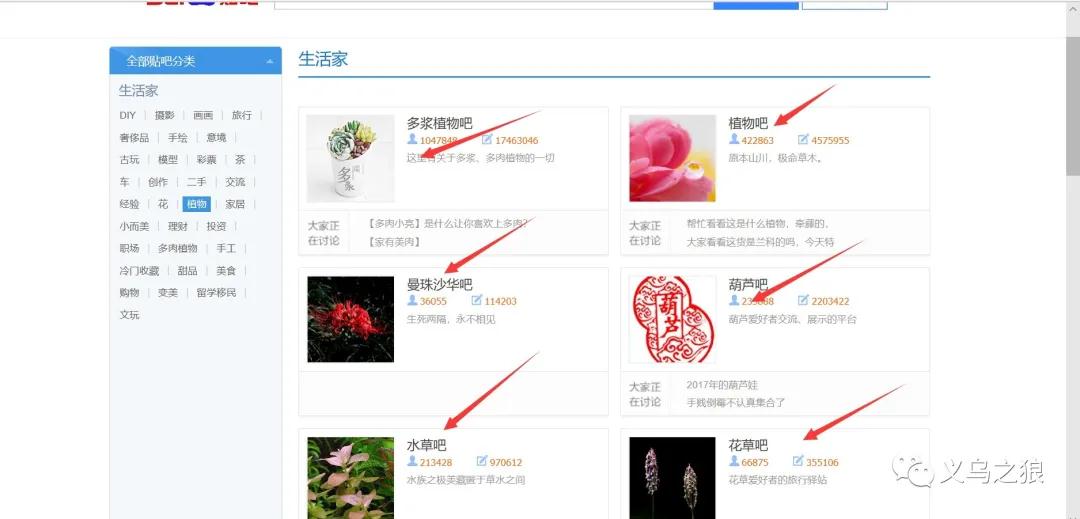 全部贴吧分类
生活家
DIY | 摄影 | 画画 | 旅行 |
奢侈品 | 手绘 | 意境 |
古玩 | 模型 | 彩票 | 茶 |
车 | 创作 | 二手 | 交流 |
经验 | 花 | 植物 | 家居 |
小而美 | 理财 | 投资 |
职场 | 多肉植物 | 手工 |
冷门收藏 | 甜品 | 美食 |
购物 | 变美 | 留学移民 |
文玩
生活家
多浆植物吧
1047848 17463046
这里有关于多浆、多肉植物的一切
大家正在讨论
【多肉小亮】是什么让你喜欢上多肉?
【家有美肉】
植物吧
422863 4575955
旗本山川，极命草木。
大家正在讨论
帮忙看看这是什么植物，牵藤的，
大家看看这货是兰科的吗，今天特
曼珠沙华吧
36055 114203
生死两隔，永不相见
葫芦吧
2203422
葫芦爱好者交流、展示的平台
葫芦
大家正在讨论
2017年的葫芦娃
手贱倒霉不认真集合了
水草吧
213428 970612
水族之极美藏匿于草水之间
花草吧
66875 355106
花草爱好者的旅行驿站
义乌之狼